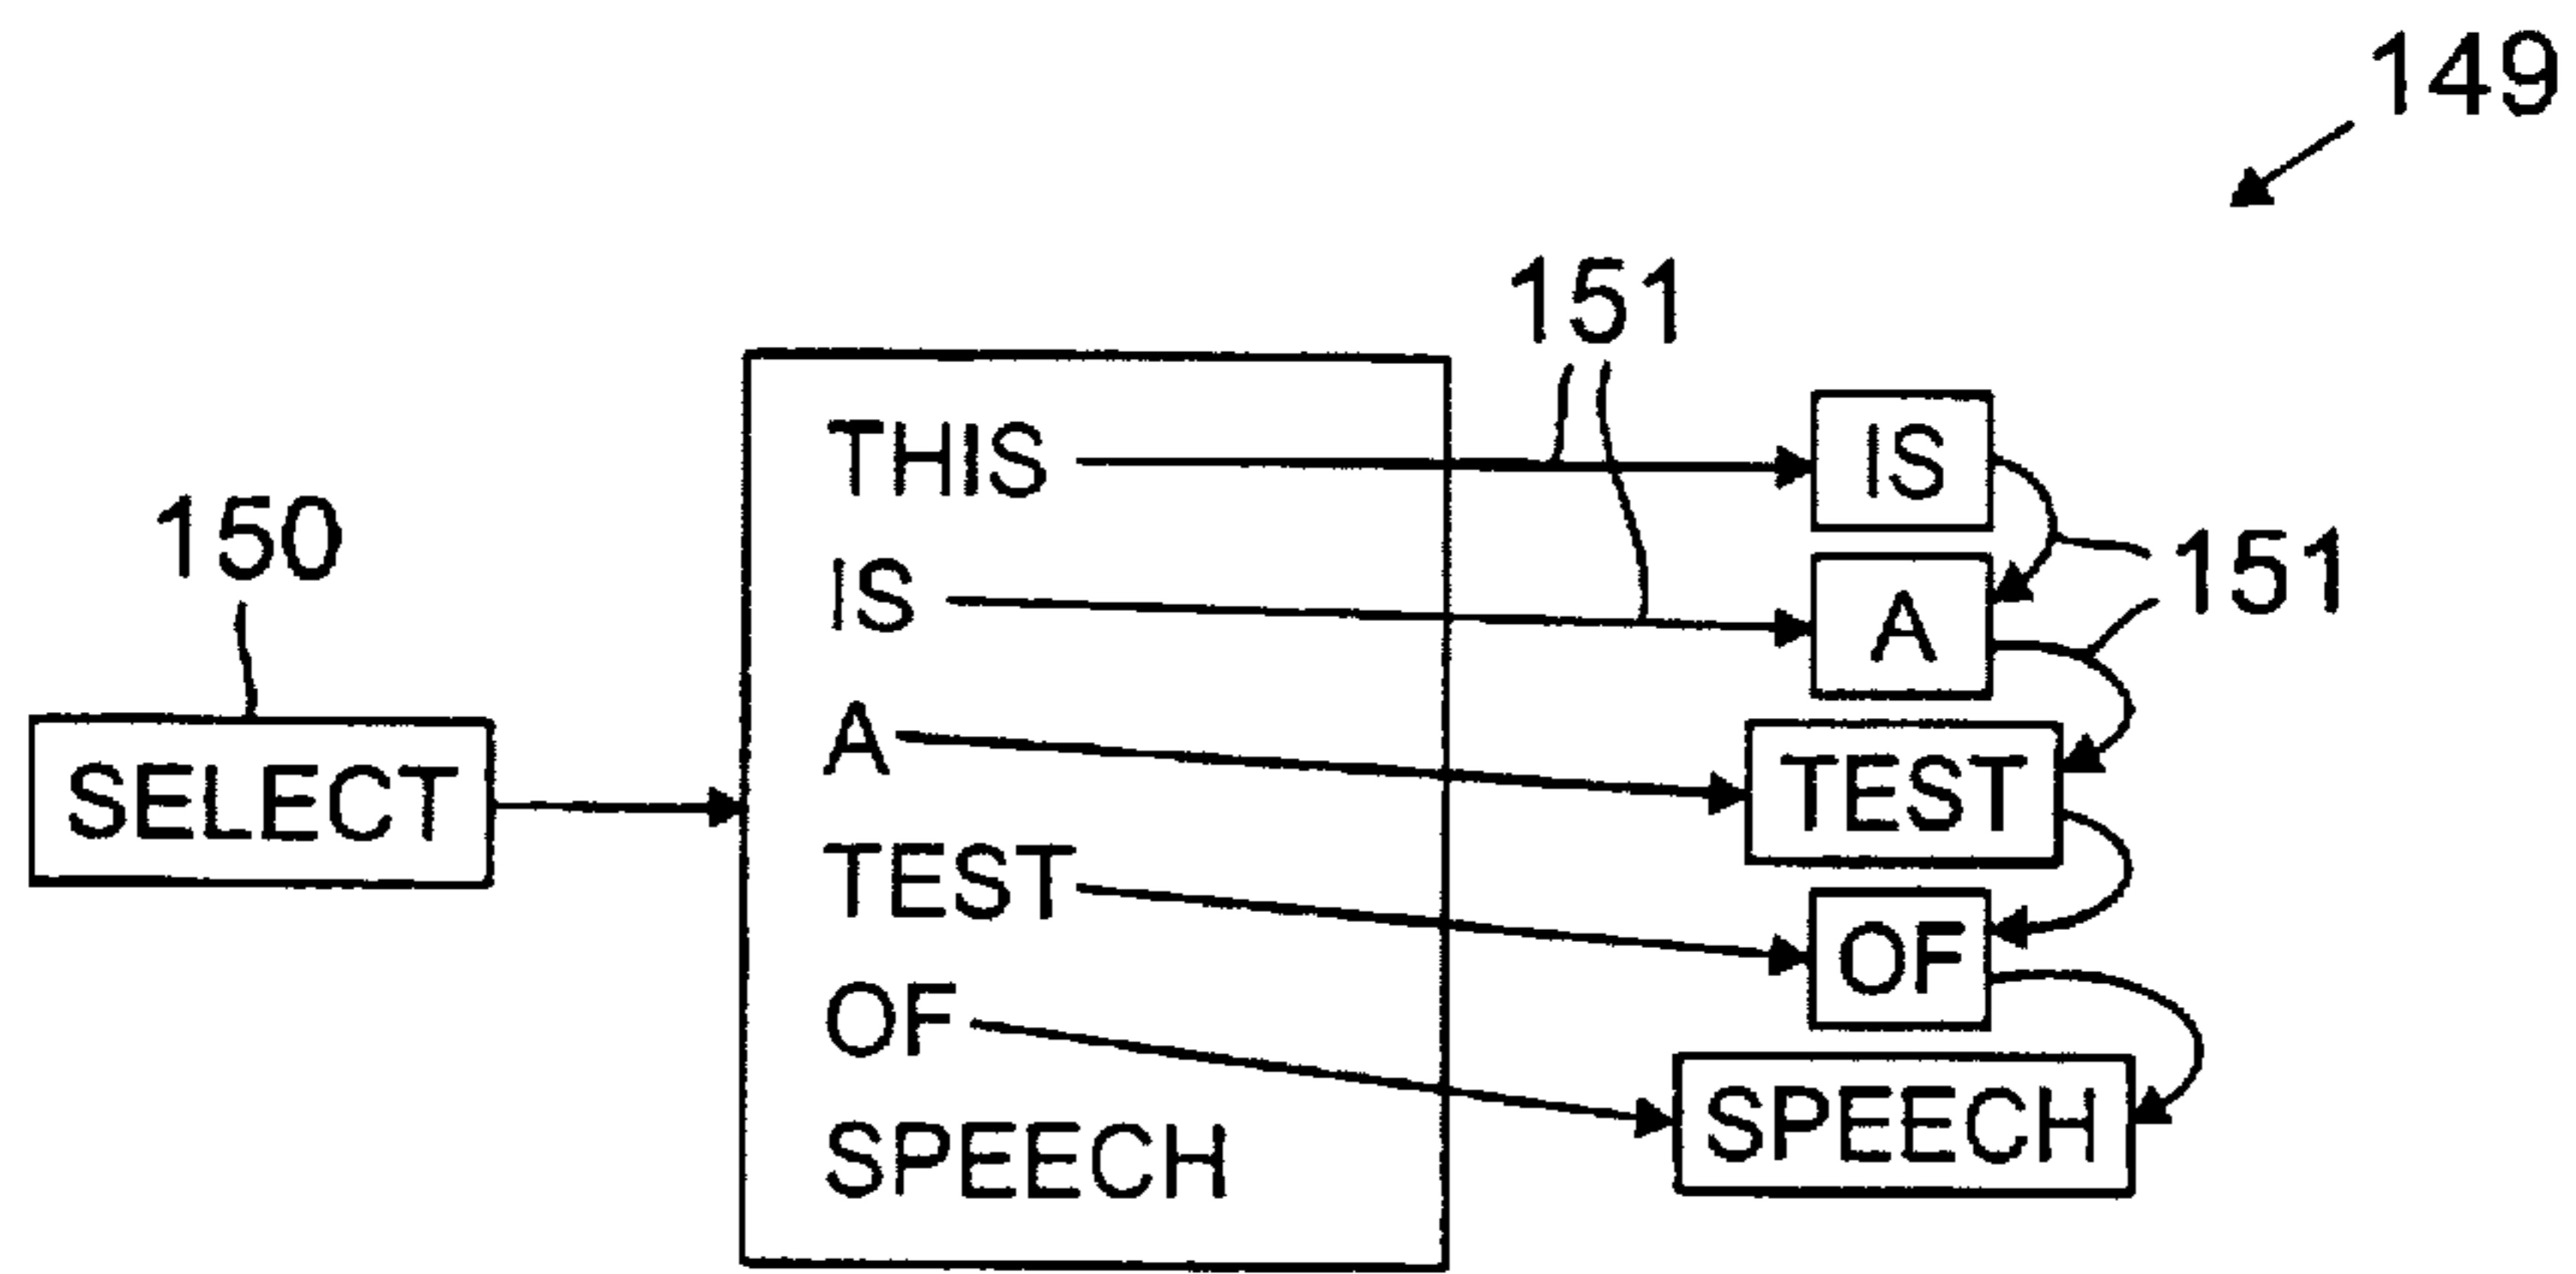 149
151
THIS
IS
IS
151
150
A
A
SELECT
TEST
TEST
OF
OF
SPEECH
SPEECH